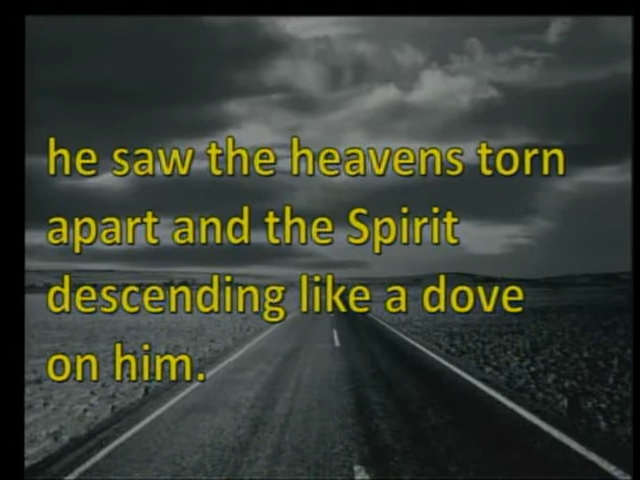 he saw the heavens torn
apart and the Spirit
descending like a dove
on him.